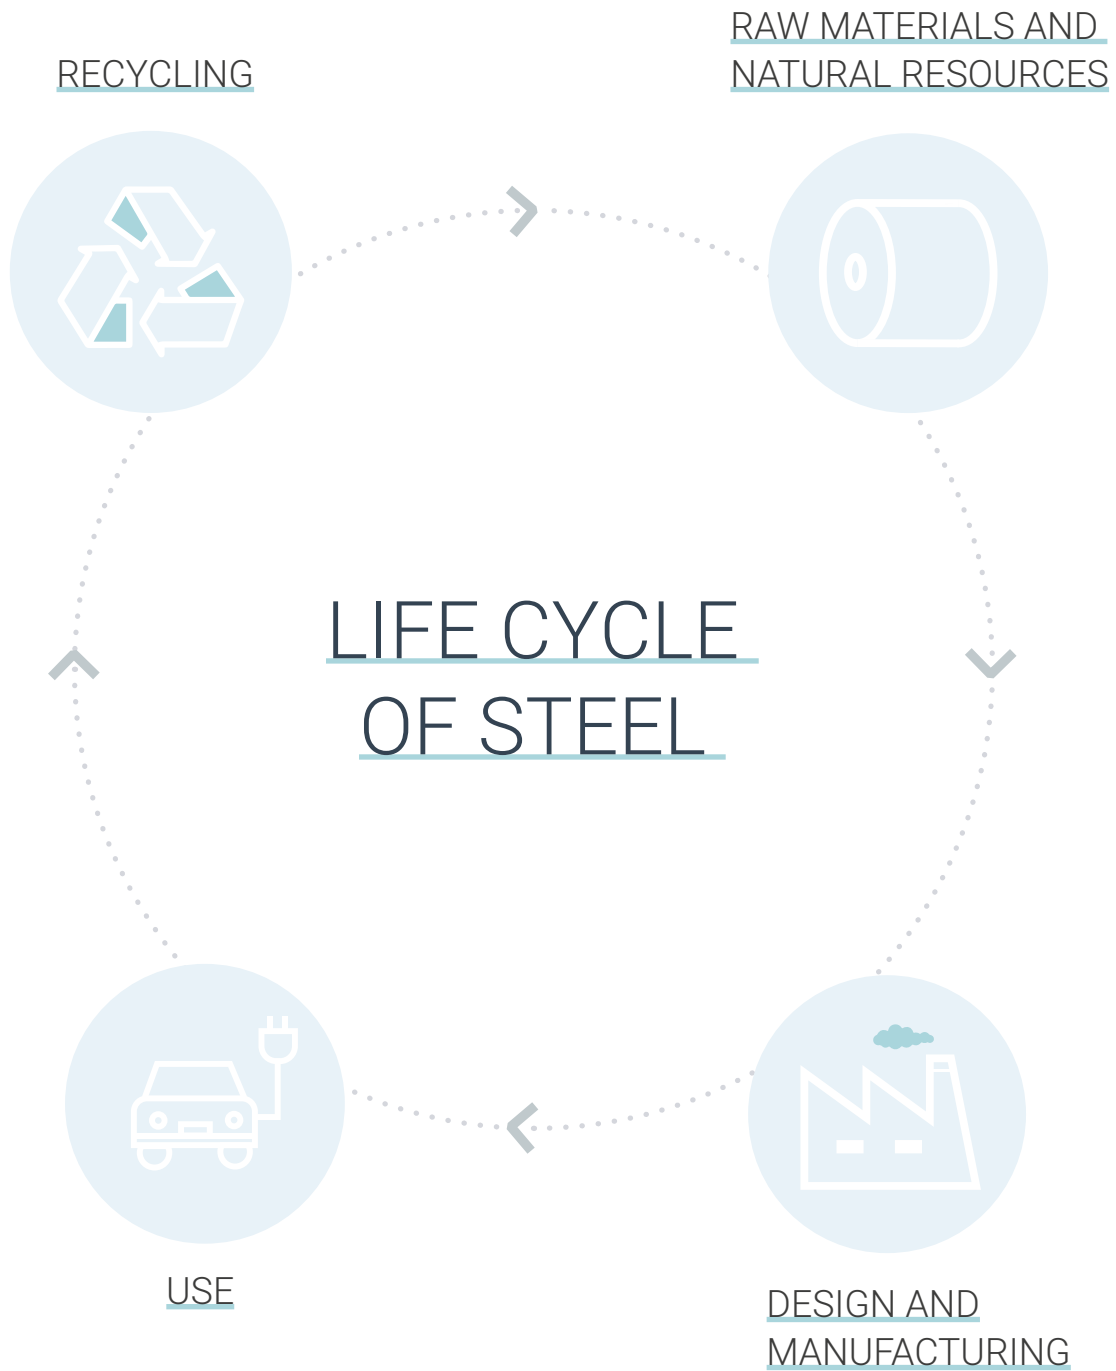 RECYCLING
RAW MATERIALS AND
NATURAL RESOURCES
LIFE CYCLE
OF STEEL
USE
DESIGN AND
MANUFACTURING